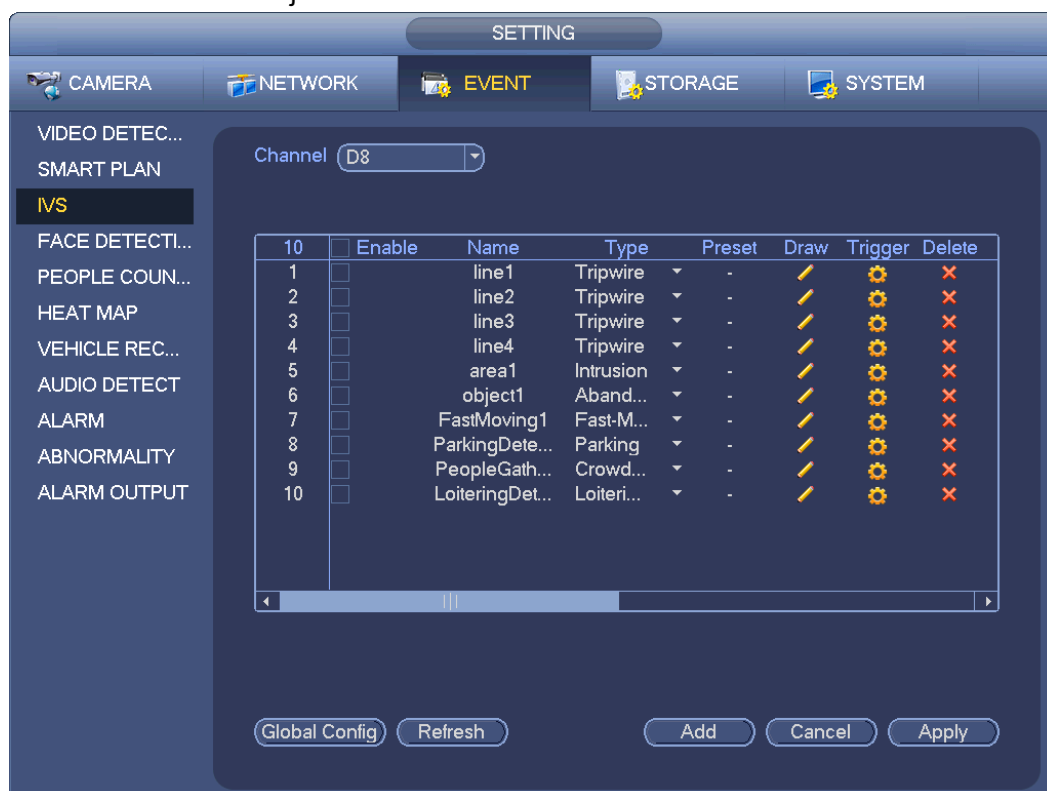 SETTING
CAMERA NETWORK EVENT STORAGE SYSTEM
VIDEO DETEC...
SMART PLAN
IVS
FACE DETECTI...
PEOPLE COUN...
HEAT MAP
VEHICLE REC...
AUDIO DETECT
ALARM
ABNORMALITY
ALARM OUTPUT
Channel D8
10 Enable Name Type Preset Draw Trigger Delete
1 line1 Tripwire -
2 line2 Tripwire -
3 line3 Tripwire -
4 line4 Tripwire -
5 area1 Intrusion -
6 object1 Aband... -
7 FastMoving1 Fast-M... -
8 ParkingDete... Parking -
9 PeopleGath... Crowd... -
10 LoiteringDet... Loiteri... -
Global Config Refresh Add Cancel Apply